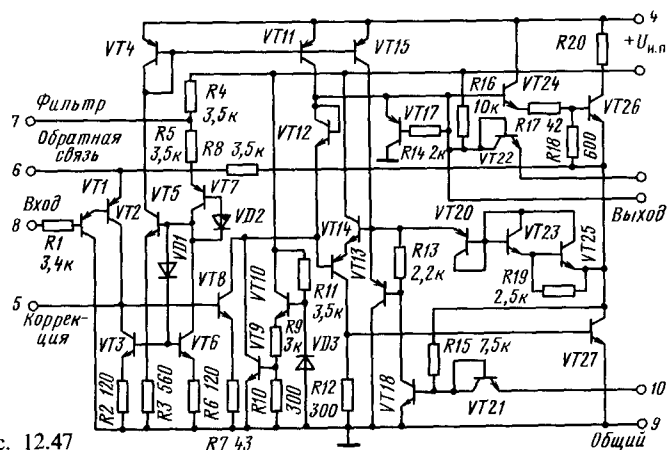 VT4
VT11
VT15
4
+Uи.п
R20
R4
3,5к
R16
10к
VT24
7
Фильтр
VT26
Обратная
связь
R5
3,5к
R8 3,5к
VT12
VT17
R14 2к
R17 42
R18
600
VT22
6
VT1
VT2
VT5
VT7
VD2
Вход
8
R1
3,4к
VD1
VT14
VT13
VT20
VT23
VT25
Выход
R13
2,2к
R19
2,5к
VT8
VT10
R11
3,5к
5
Коррек-
ция
VT3
VT6
VT9
R9
3к
VD3
R15 7,5к
VT27
R2 120
R3 560
R6 120
R10
300
R12
300
VT18
VT21
10
9
Общий
R7 43
с. 12.47